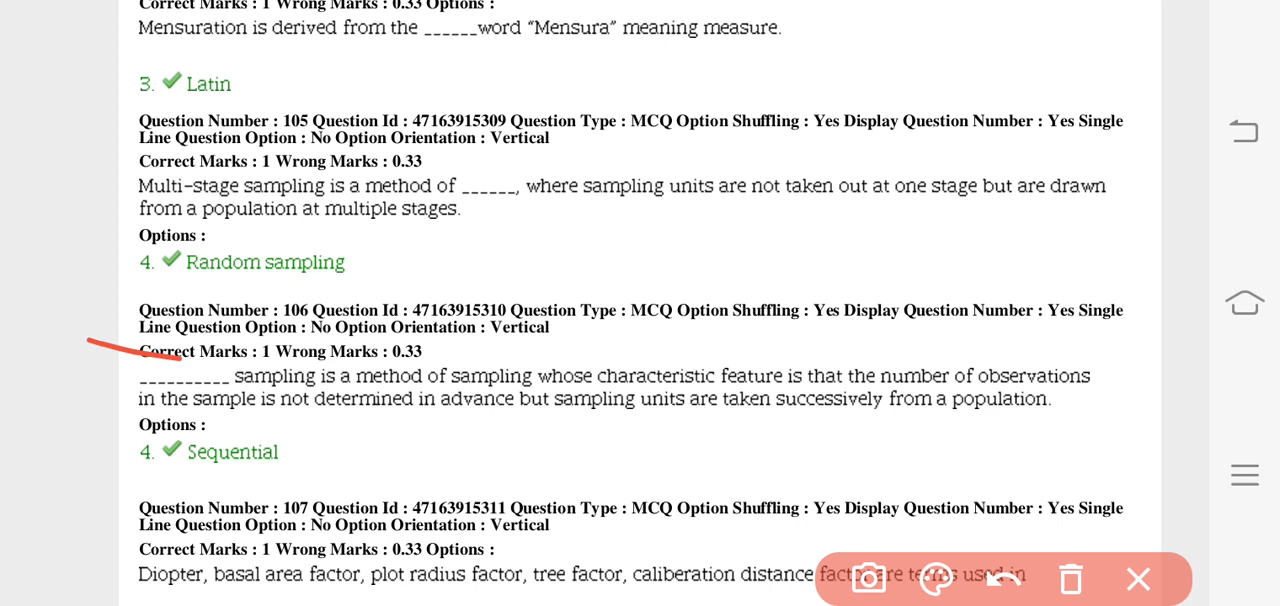 Correct Marks : 1 Wrong Marks : 0.33 Options :
Mensuration is derived from the ______word “Mensura” meaning measure.
3. Latin
Question Number : 105 Question Id : 47163915309 Question Type : MCQ Option Shuffling : Yes Display Question Number : Yes Single
Line Question Option : No Option Orientation : Vertical
Correct Marks : 1 Wrong Marks : 0.33
Multi-stage sampling is a method of ______, where sampling units are not taken out at one stage but are drawn
from a population at multiple stages.
Options :
4. Random sampling
Question Number : 106 Question Id : 47163915310 Question Type : MCQ Option Shuffling : Yes Display Question Number : Yes Single
Line Question Option : No Option Orientation : Vertical
Correct Marks : 1 Wrong Marks : 0.33
__________ sampling is a method of sampling whose characteristic feature is that the number of observations
in the sample is not determined in advance but sampling units are taken successively from a population.
Options :
4. Sequential
Question Number : 107 Question Id : 47163915311 Question Type : MCQ Option Shuffling : Yes Display Question Number : Yes Single
Line Question Option : No Option Orientation : Vertical
Correct Marks : 1 Wrong Marks : 0.33 Options :
Diopter, basal area factor, plot radius factor, tree factor, caliberation distance factor are terms used in